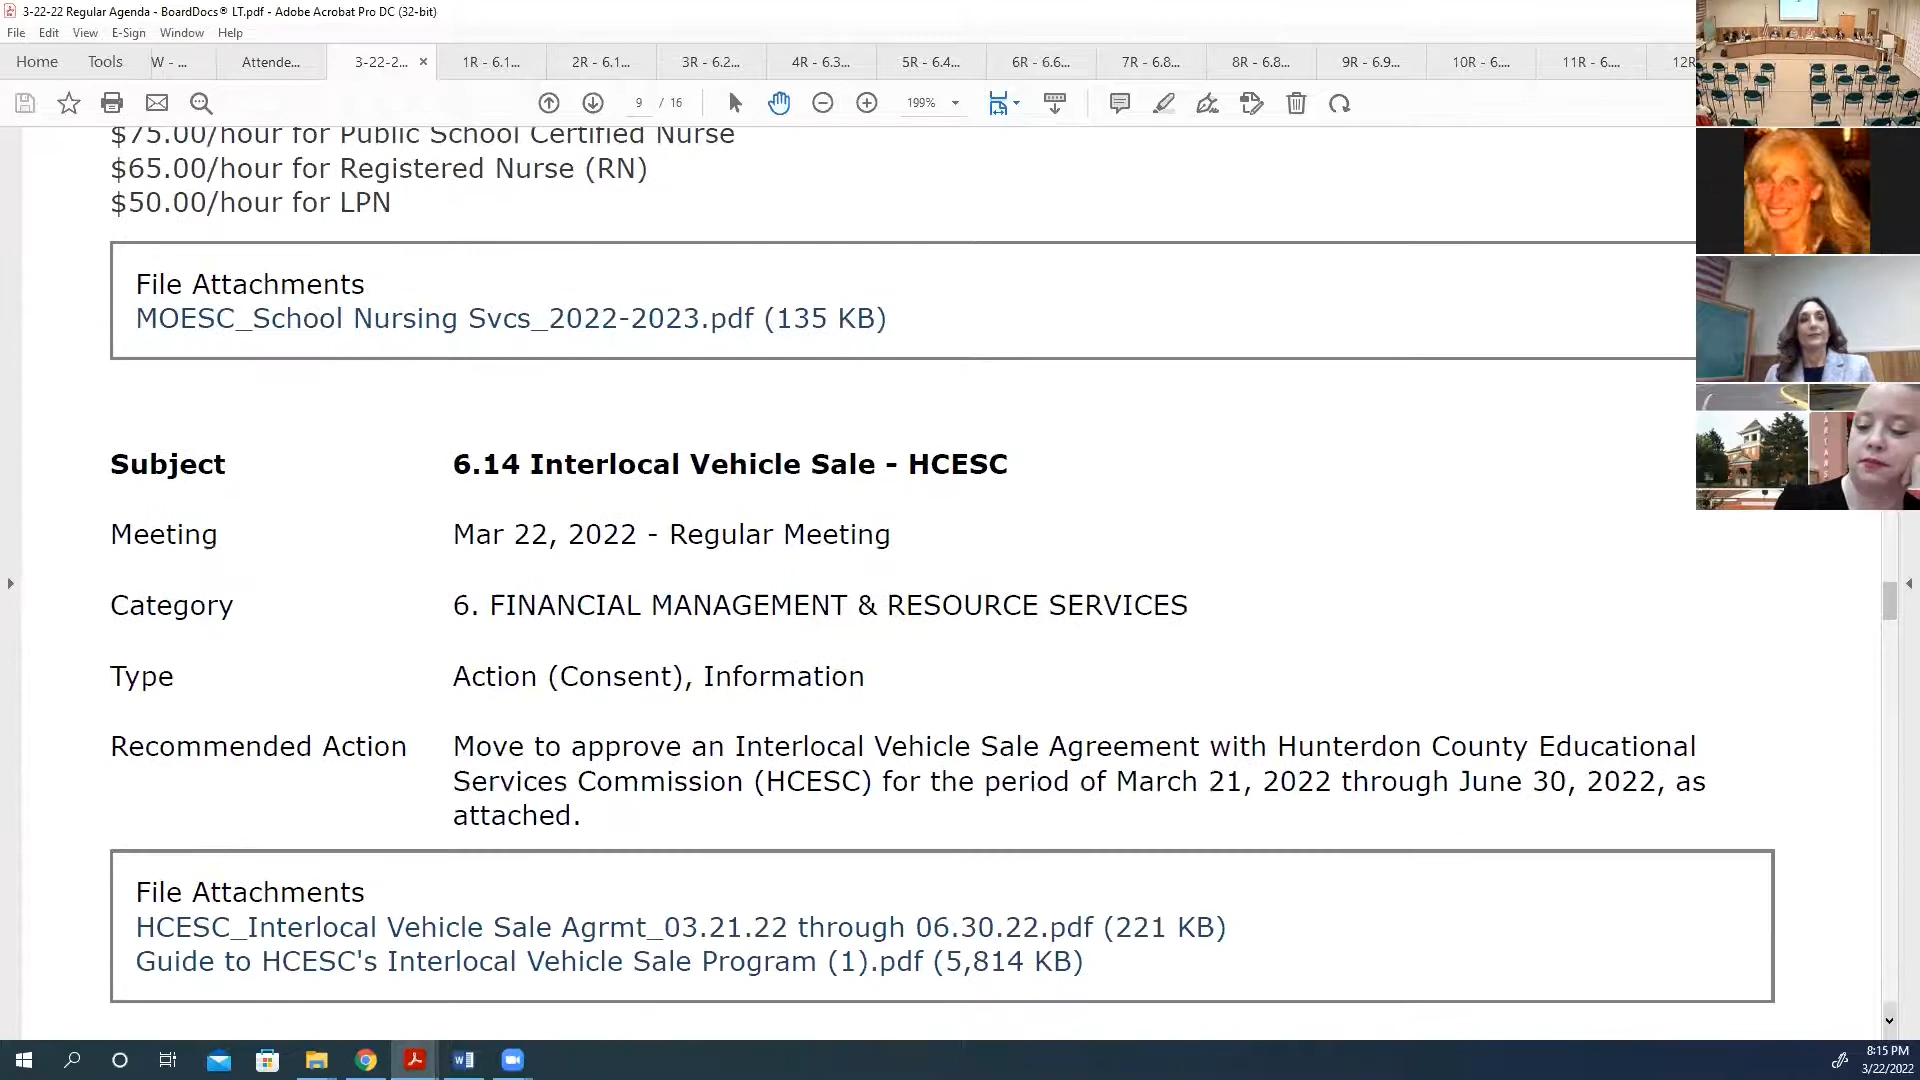 3-22-22 Regular Agenda - BoardDocs® LT.pdf - Adobe Acrobat Pro DC (32-bit)
File Edit View E-Sign Window Help
Home Tools W - ... Attende... 3-22-2... × 1R - 6.1... 2R - 6.1... 3R - 6.2... 4R - 6.3... 5R - 6.4... 6R - 6.6... 7R - 6.8... 8R - 6.8... 9R - 6.9... 10R - 6.... 11R - 6.... 12R
9 / 16 199%
$75.00/hour for Public School Certified Nurse
$65.00/hour for Registered Nurse (RN)
$50.00/hour for LPN
File Attachments
MOESC_School Nursing Svcs_2022-2023.pdf (135 KB)
Subject 6.14 Interlocal Vehicle Sale - HCESC
Meeting Mar 22, 2022 - Regular Meeting
Category 6. FINANCIAL MANAGEMENT & RESOURCE SERVICES
Type Action (Consent), Information
Recommended Action Move to approve an Interlocal Vehicle Sale Agreement with Hunterdon County Educational
Services Commission (HCESC) for the period of March 21, 2022 through June 30, 2022, as
attached.
File Attachments
HCESC_Interlocal Vehicle Sale Agrmt_03.21.22 through 06.30.22.pdf (221 KB)
Guide to HCESC's Interlocal Vehicle Sale Program (1).pdf (5,814 KB)
8:15 PM
3/22/2022